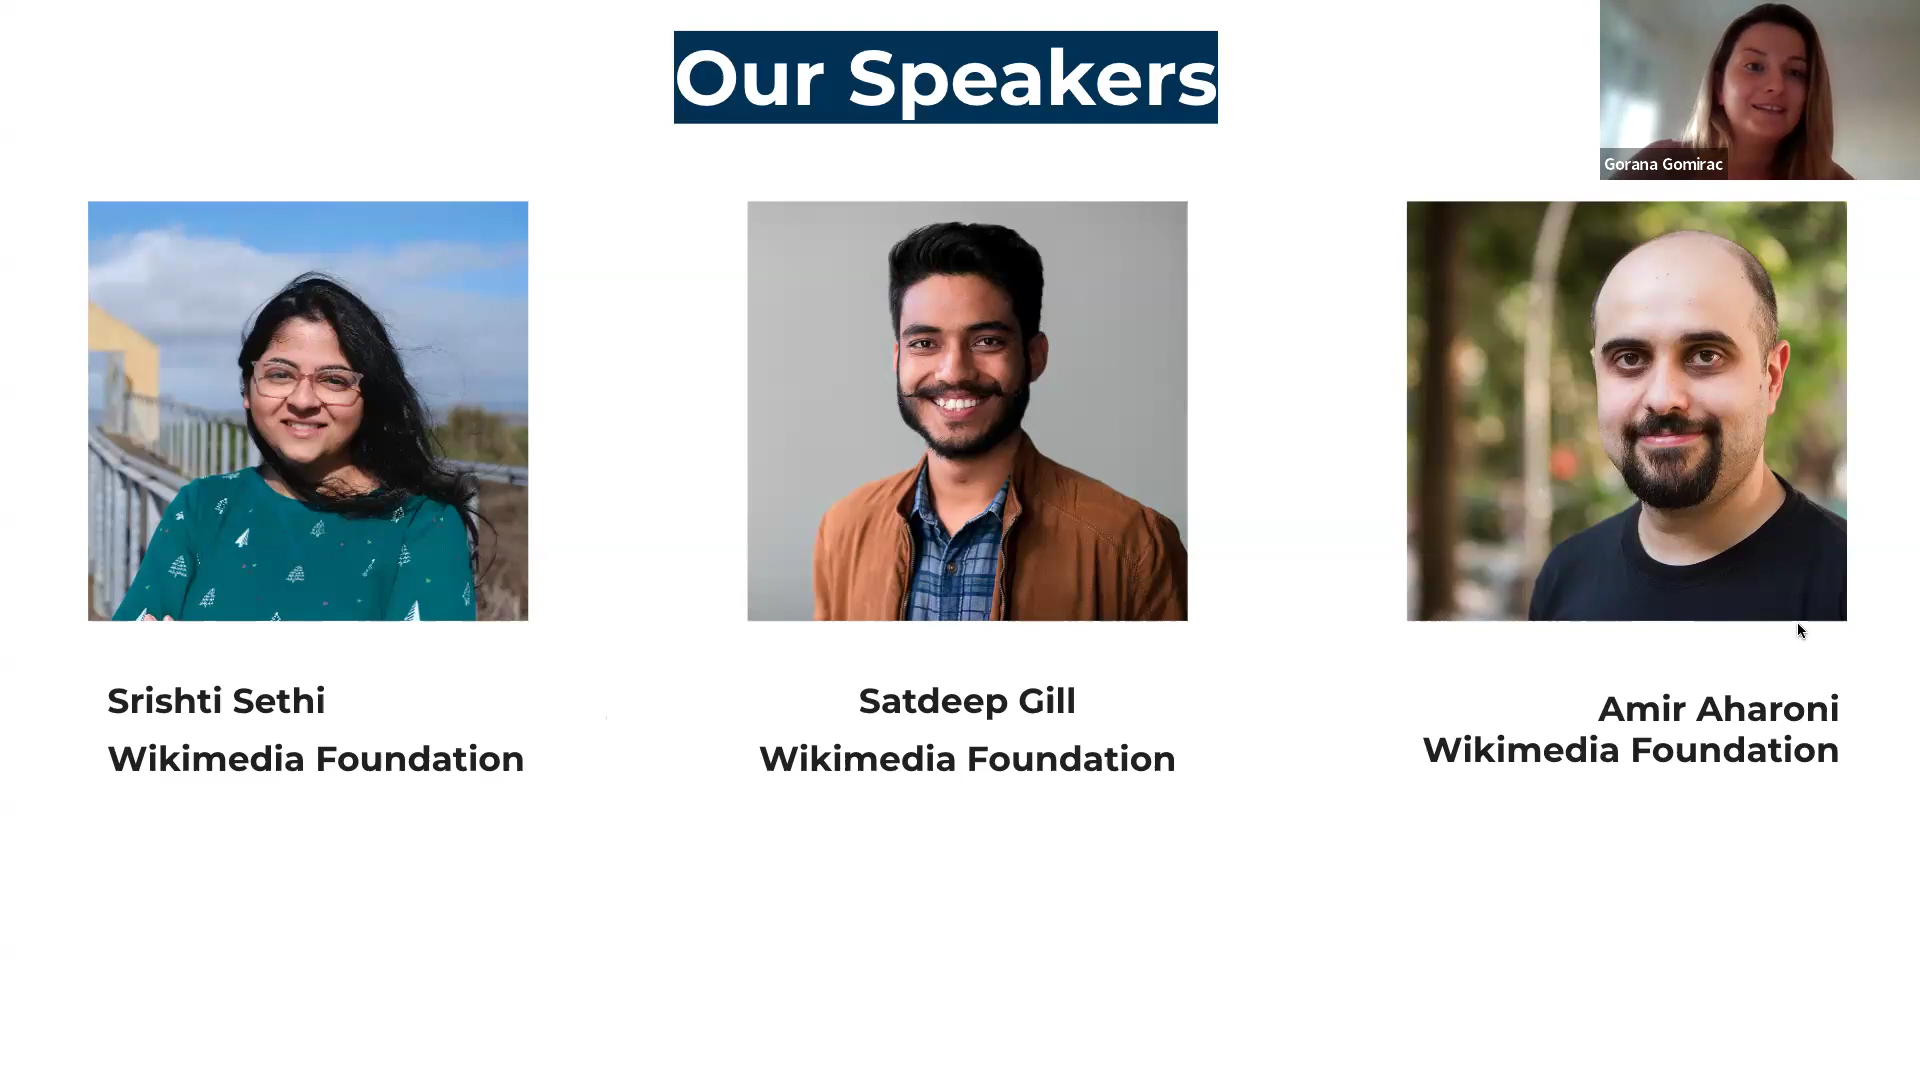 Our Speakers
Gorana Gomirac
Srishti Sethi
Wikimedia Foundation
Satdeep Gill
Wikimedia Foundation
Amir Aharoni
Wikimedia Foundation